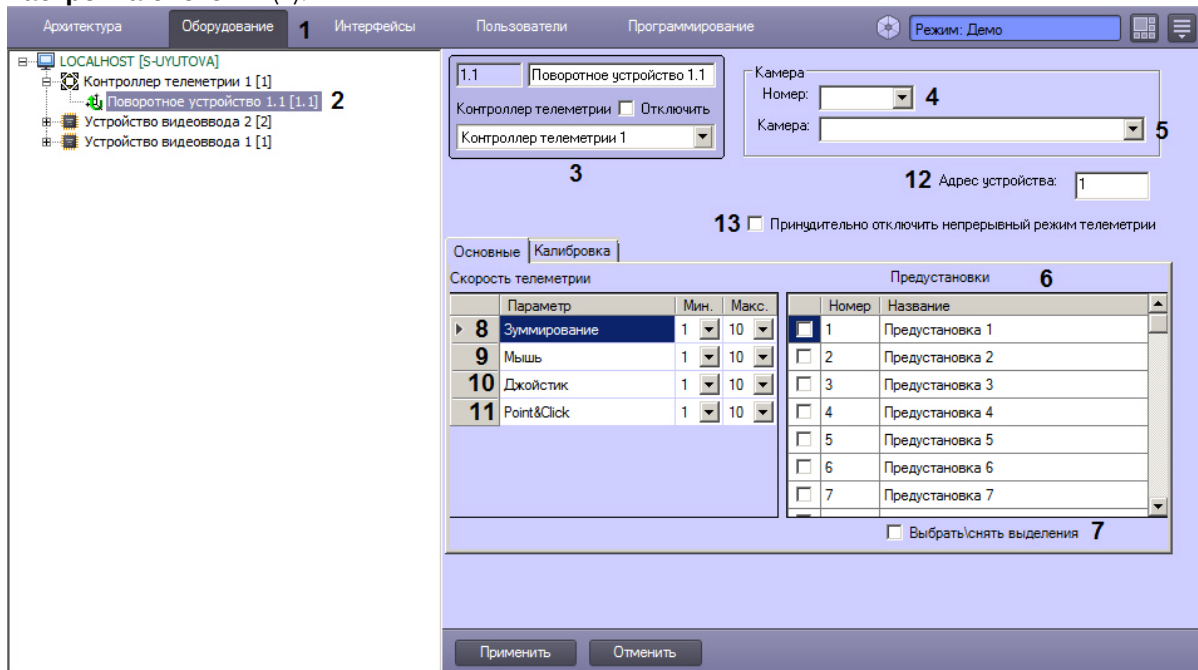 Архитектура Оборудование 1 Интерфейсы Пользователи Программирование Режим: Демо
LOCALHOST [S-UYUTOVA]
Контроллер телеметрии 1 [1]
Поворотное устройство 1.1 [1.1] 2
Устройство видеоввода 2 [2]
Устройство видеоввода 1 [1]
1.1 Поворотное устройство 1.1
Контроллер телеметрии Отключить
Контроллер телеметрии 1
3
Камера
Номер: 4
Камера: 5
12 Адрес устройства: 1
13 Принудительно отключить непрерывный режим телеметрии
Основные Калибровка
Скорость телеметрии
Параметр Мин. Макс.
8 Зуммирование 1 10
9 Мышь 1 10
10 Джойстик 1 10
11 Point&Click 1 10
Предустановки 6
Номер Название
1 Предустановка 1
2 Предустановка 2
3 Предустановка 3
4 Предустановка 4
5 Предустановка 5
6 Предустановка 6
7 Предустановка 7
Выбрать\снять выделения 7
Применить Отменить